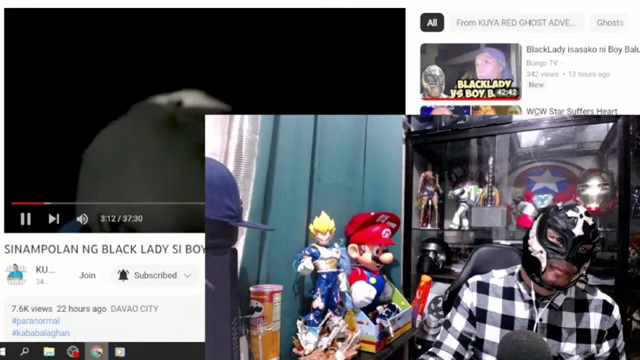 All
From KUYA RED GHOST ADVE...
Ghosts
BlackLady isasako ni Boy Balu
Bungo TV
342 views • 12 hours ago
New
BLACKLADY
VS BOY B
42:42
WCW Star Suffers Heart
3:12 / 37:30
SINAMPOLAN NG BLACK LADY SI BOY
KU...
34...
Join
Subscribed
7.6K views 22 hours ago DAVAO CITY
#paranormal
#kababalaghan